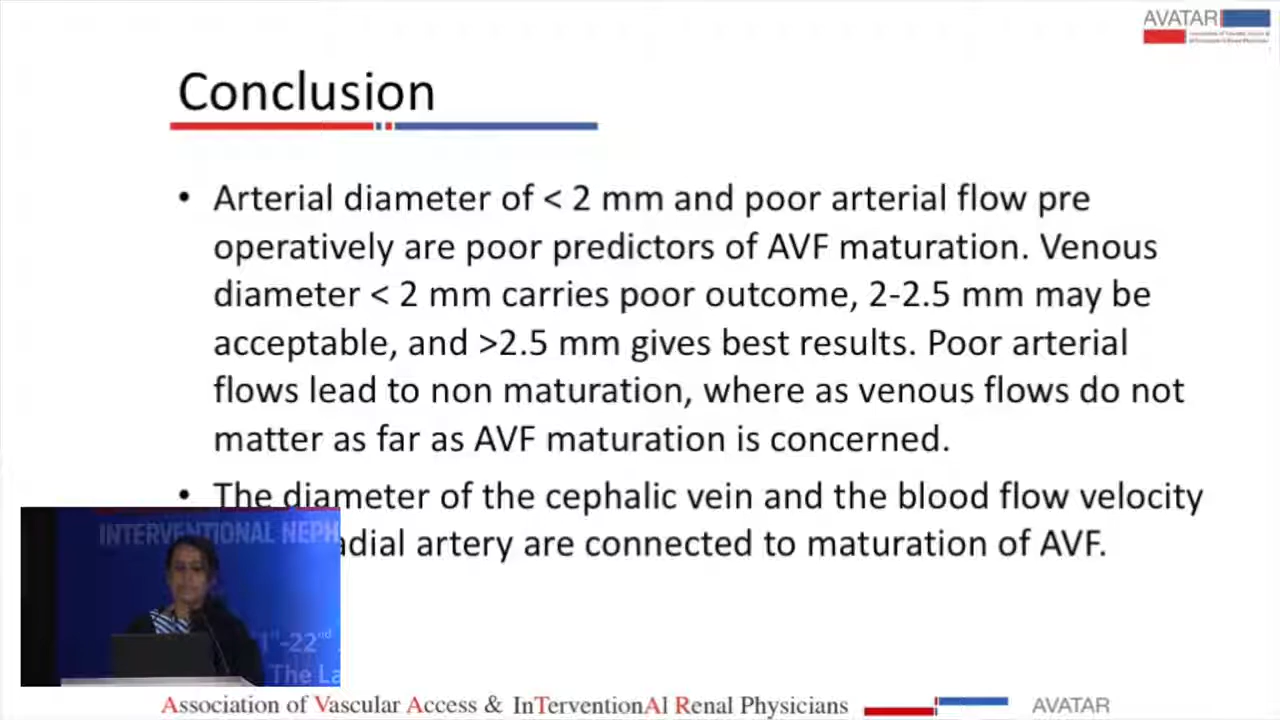 AVATAR
Conclusion
• Arterial diameter of < 2 mm and poor arterial flow pre
operatively are poor predictors of AVF maturation. Venous
diameter < 2 mm carries poor outcome, 2-2.5 mm may be
acceptable, and >2.5 mm gives best results. Poor arterial
flows lead to non maturation, where as venous flows do not
matter as far as AVF maturation is concerned.
• The diameter of the cephalic vein and the blood flow velocity
adial artery are connected to maturation of AVF.
INTERVENTIONAL NEPH
-22nd
The La
Association of Vascular Access & InTerventionAl Renal Physicians
AVATAR